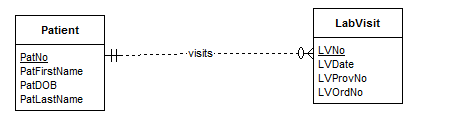 Patient
PatNo
PatFirstName
PatDOB
PatLastName
visits
LabVisit
LVNo
LVDate
LVProvNo
LVOrdNo